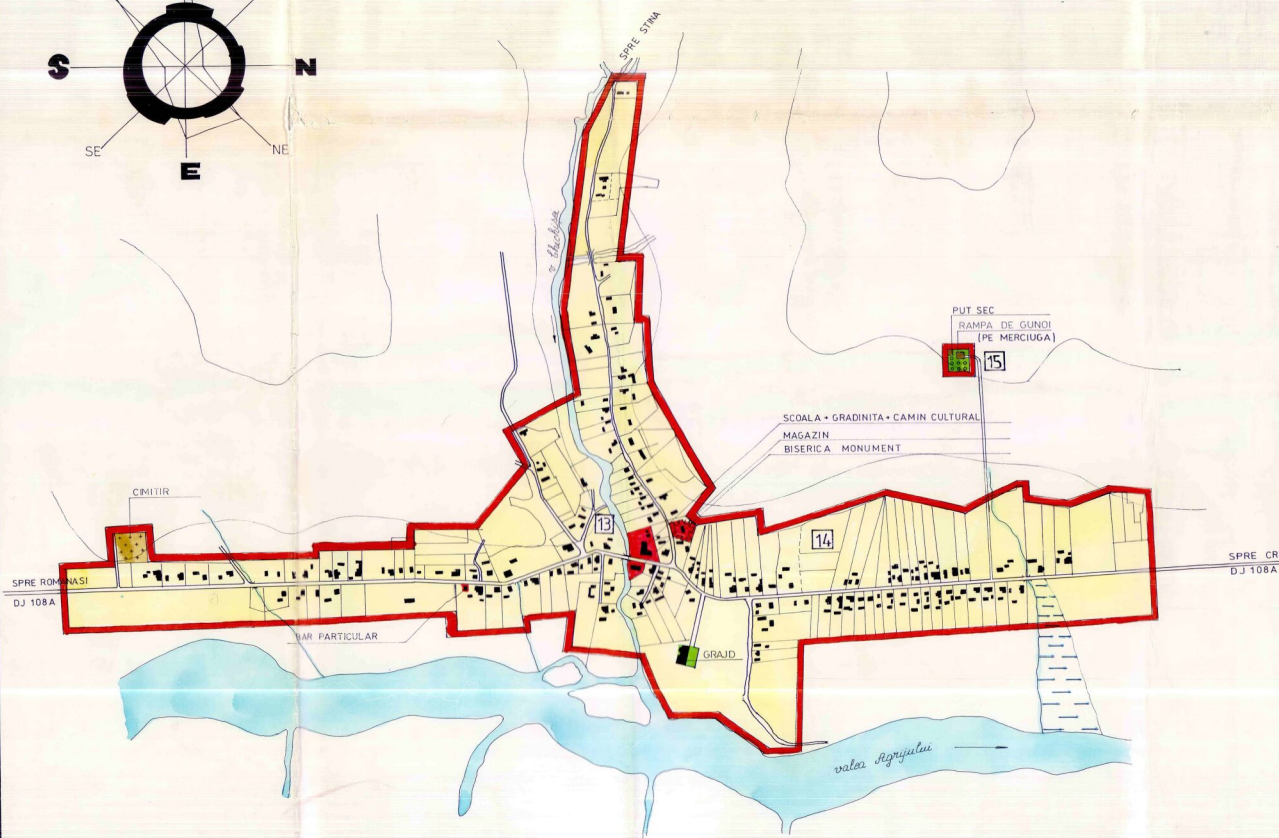 S
N
SE
NE
E
SPRE STINA
PUT SEC
RAMPA DE GUNOI
(PE MERCIUGA)
15
SCOALA + GRADINITA + CAMIN CULTURAL
MAGAZIN
BISERICA MONUMENT
CIMITIR
13
14
SPRE ROMANASI
DJ 108A
SPRE CR
DJ 108A
BAR PARTICULAR
GRAJD
valea Agrijului